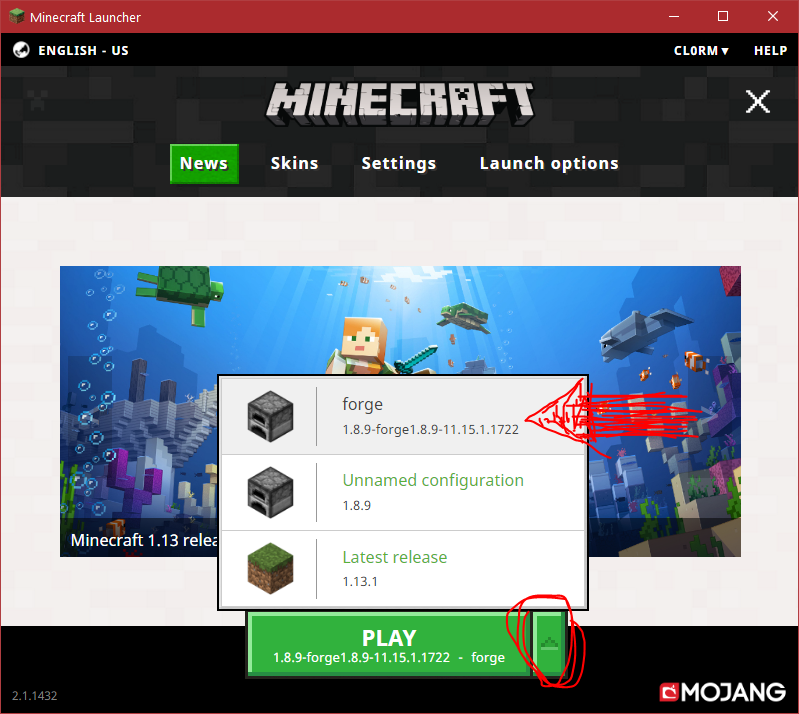 Minecraft Launcher
ENGLISH - US
CL0RM
HELP
MINECRAFT
News
Skins
Settings
Launch options
forge
1.8.9-forge1.8.9-11.15.1.1722
Unnamed configuration
1.8.9
Minecraft 1.13 relea
Latest release
1.13.1
PLAY
1.8.9-forge1.8.9-11.15.1.1722 - forge
2.1.1432
MOJANG